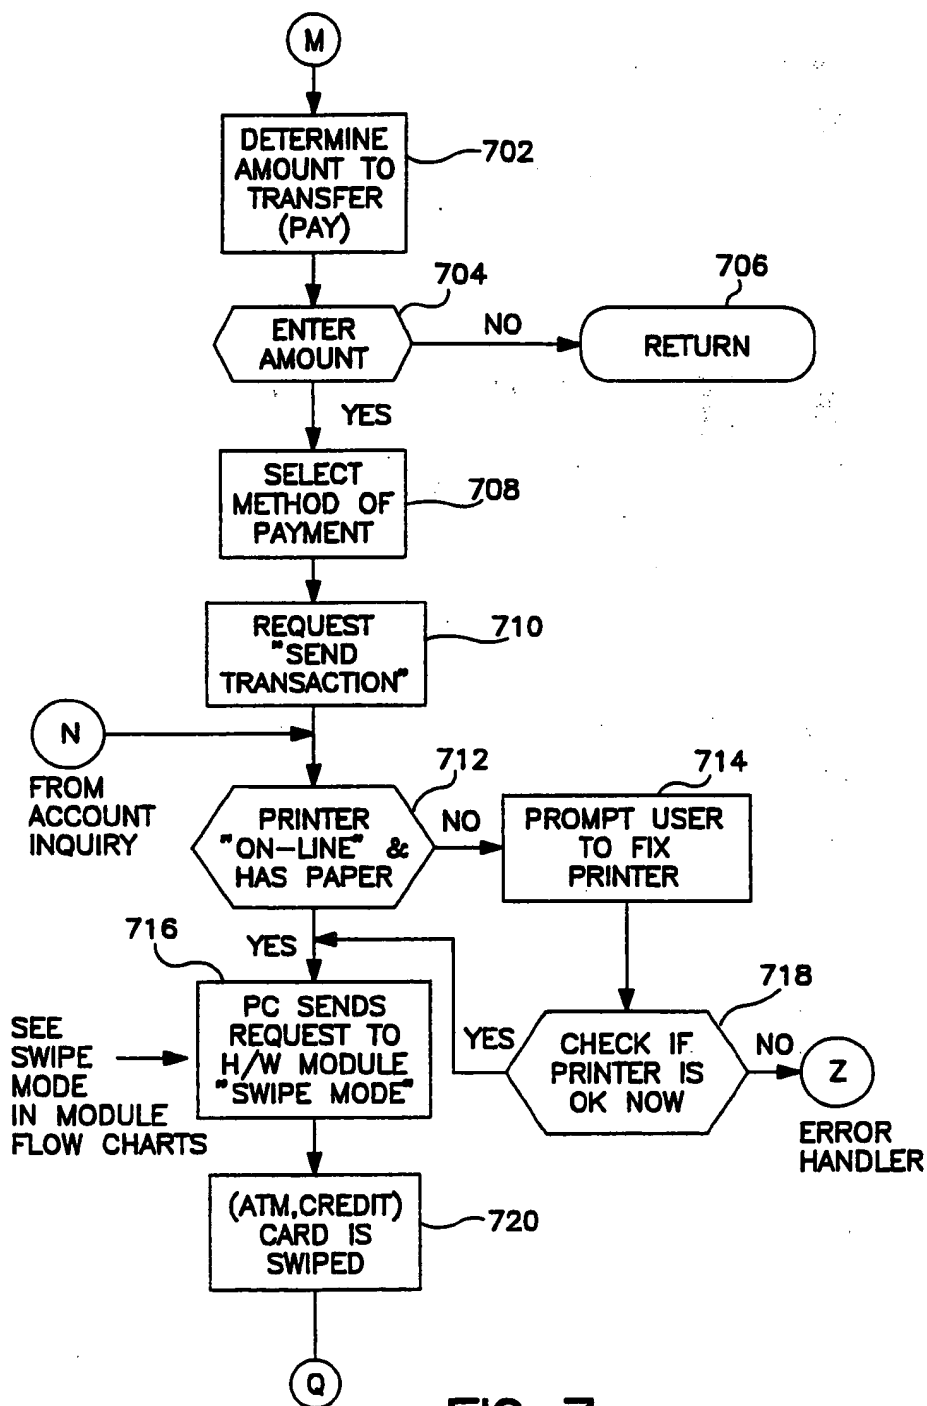 M
DETERMINE
AMOUNT TO
TRANSFER
(PAY)
702
704
706
ENTER
AMOUNT
NO
RETURN
YES
SELECT
METHOD OF
PAYMENT
708
REQUEST
"SEND
TRANSACTION"
710
N
FROM
ACCOUNT
INQUIRY
712
714
PRINTER
"ON-LINE" &
HAS PAPER
NO
PROMPT USER
TO FIX
PRINTER
716
YES
718
SEE
SWIPE
MODE
IN MODULE
FLOW CHARTS
PC SENDS
REQUEST TO
H/W MODULE
"SWIPE MODE"
YES
CHECK IF
PRINTER IS
OK NOW
NO
Z
ERROR
HANDLER
(ATM,CREDIT)
CARD IS
SWIPED
720
Q